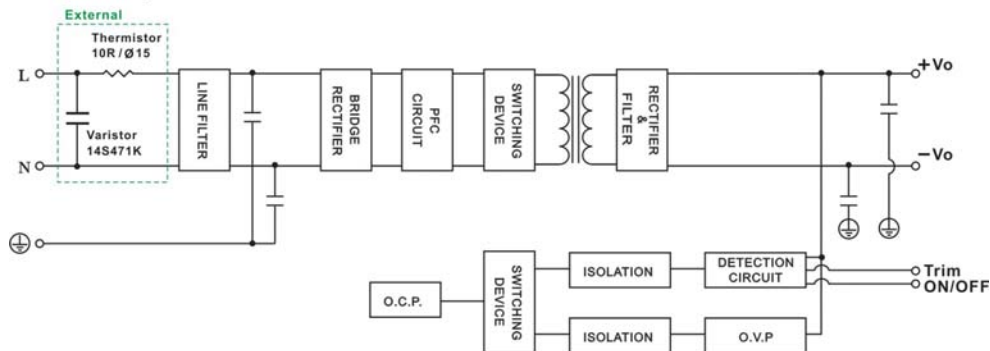 External
Thermistor
10R / Ø15
L
Varistor
14S471K
N
LINE FILTER
BRIDGE
RECTIFIER
PFC
CIRCUIT
SWITCHING
DEVICE
RECTIFIER
&
FILTER
+Vo
−Vo
O.C.P.
SWITCHING
DEVICE
ISOLATION
DETECTION
CIRCUIT
Trim
ON/OFF
ISOLATION
O.V.P